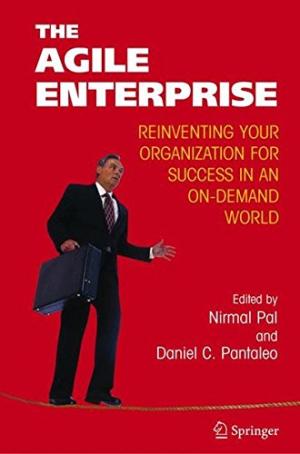 THE
AGILE
ENTERPRISE
REINVENTING YOUR
ORGANIZATION FOR
SUCCESS IN AN
ON-DEMAND
WORLD
Edited by
Nirmal Pal
and
Daniel C. Pantaleo
Springer